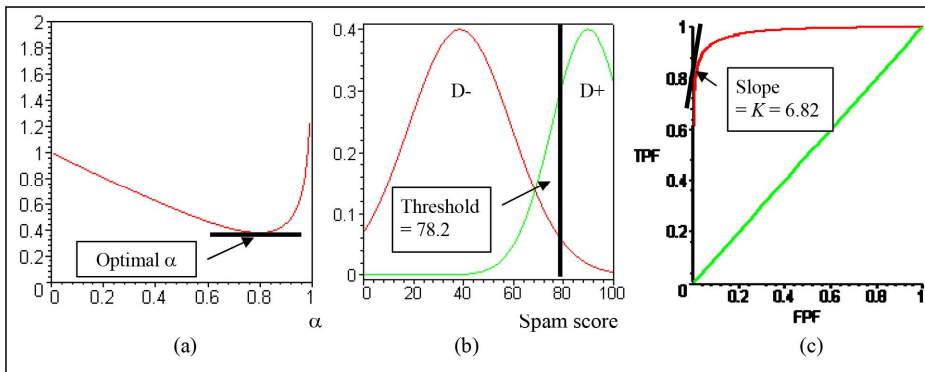 2
1.8
1.6
1.4
1.2
1
0.8
0.6
0.4
0.2
0
Optimal α
0 0.2 0.4 0.6 0.8 1
α
(a)
0.4
0.3
0.2
0.1
0
D- D+
Threshold
= 78.2
0 20 40 60 80 100
Spam score
(b)
1
0.8
0.6
0.4
0.2
0
TPF
Slope
= K = 6.82
0.2 0.4 0.6 0.8 1
FPF
(c)